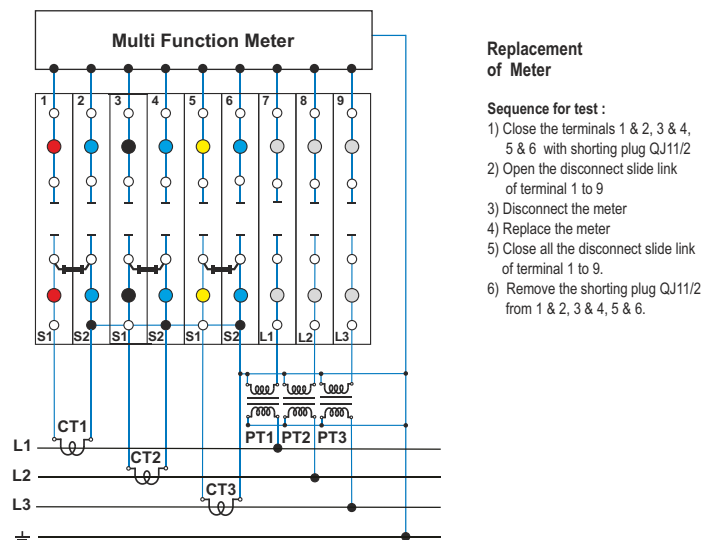 Multi Function Meter
1 2 3 4 5 6 7 8 9
S1 S2 S1 S2 S1 S2 L1 L2 L3
PT1 PT2 PT3
CT1
L1
CT2
L2
CT3
L3
Replacement
of Meter
Sequence for test :
1) Close the terminals 1 & 2, 3 & 4,
5 & 6 with shorting plug QJ11/2
2) Open the disconnect slide link
of terminal 1 to 9
3) Disconnect the meter
4) Replace the meter
5) Close all the disconnect slide link
of terminal 1 to 9.
6) Remove the shorting plug QJ11/2
from 1 & 2, 3 & 4, 5 & 6.